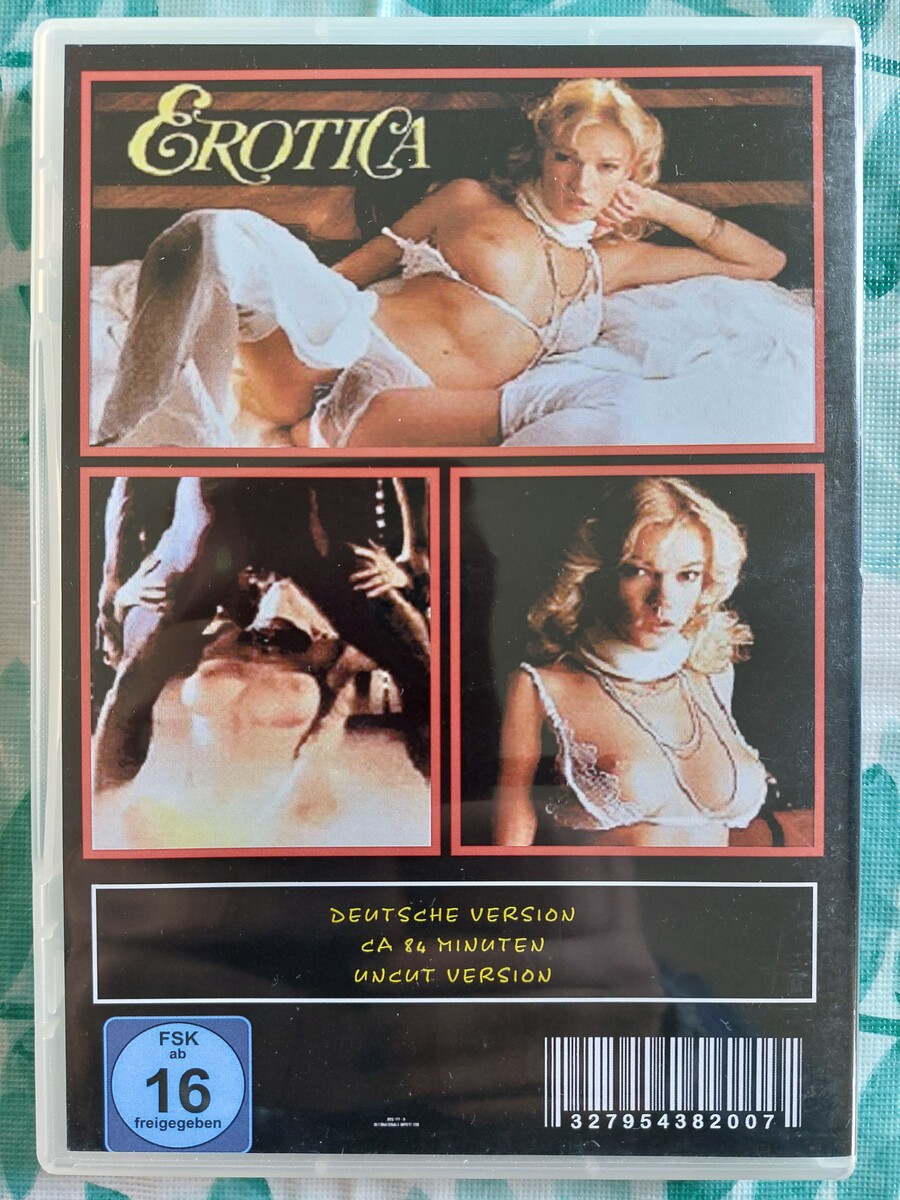 EROTICA
DEUTSCHE VERSION
CA 84 MINUTEN
UNCUT VERSION
FSK
ab
16
freigegeben
327954382007